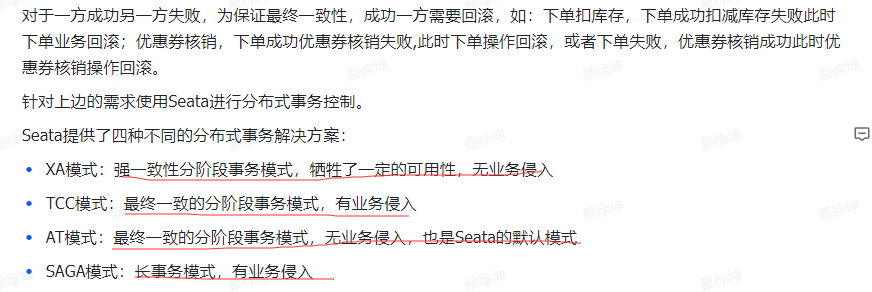 对于一方成功另一方失败，为保证最终一致性，成功一方需要回滚，如：下单扣库存，下单成功扣减库存失败此时
下单业务回滚；优惠券核销，下单成功优惠券核销失败,此时下单操作回滚，或者下单失败，优惠券核销成功此时优
惠券核销操作回滚。
针对上边的需求使用Seata进行分布式事务控制。
Seata提供了四种不同的分布式事务解决方案：
• XA模式：强一致性分阶段事务模式，牺牲了一定的可用性，无业务侵入
• TCC模式：最终一致的分阶段事务模式，有业务侵入
• AT模式：最终一致的分阶段事务模式，无业务侵入，也是Seata的默认模式
• SAGA模式：长事务模式，有业务侵入
蔡徐坤